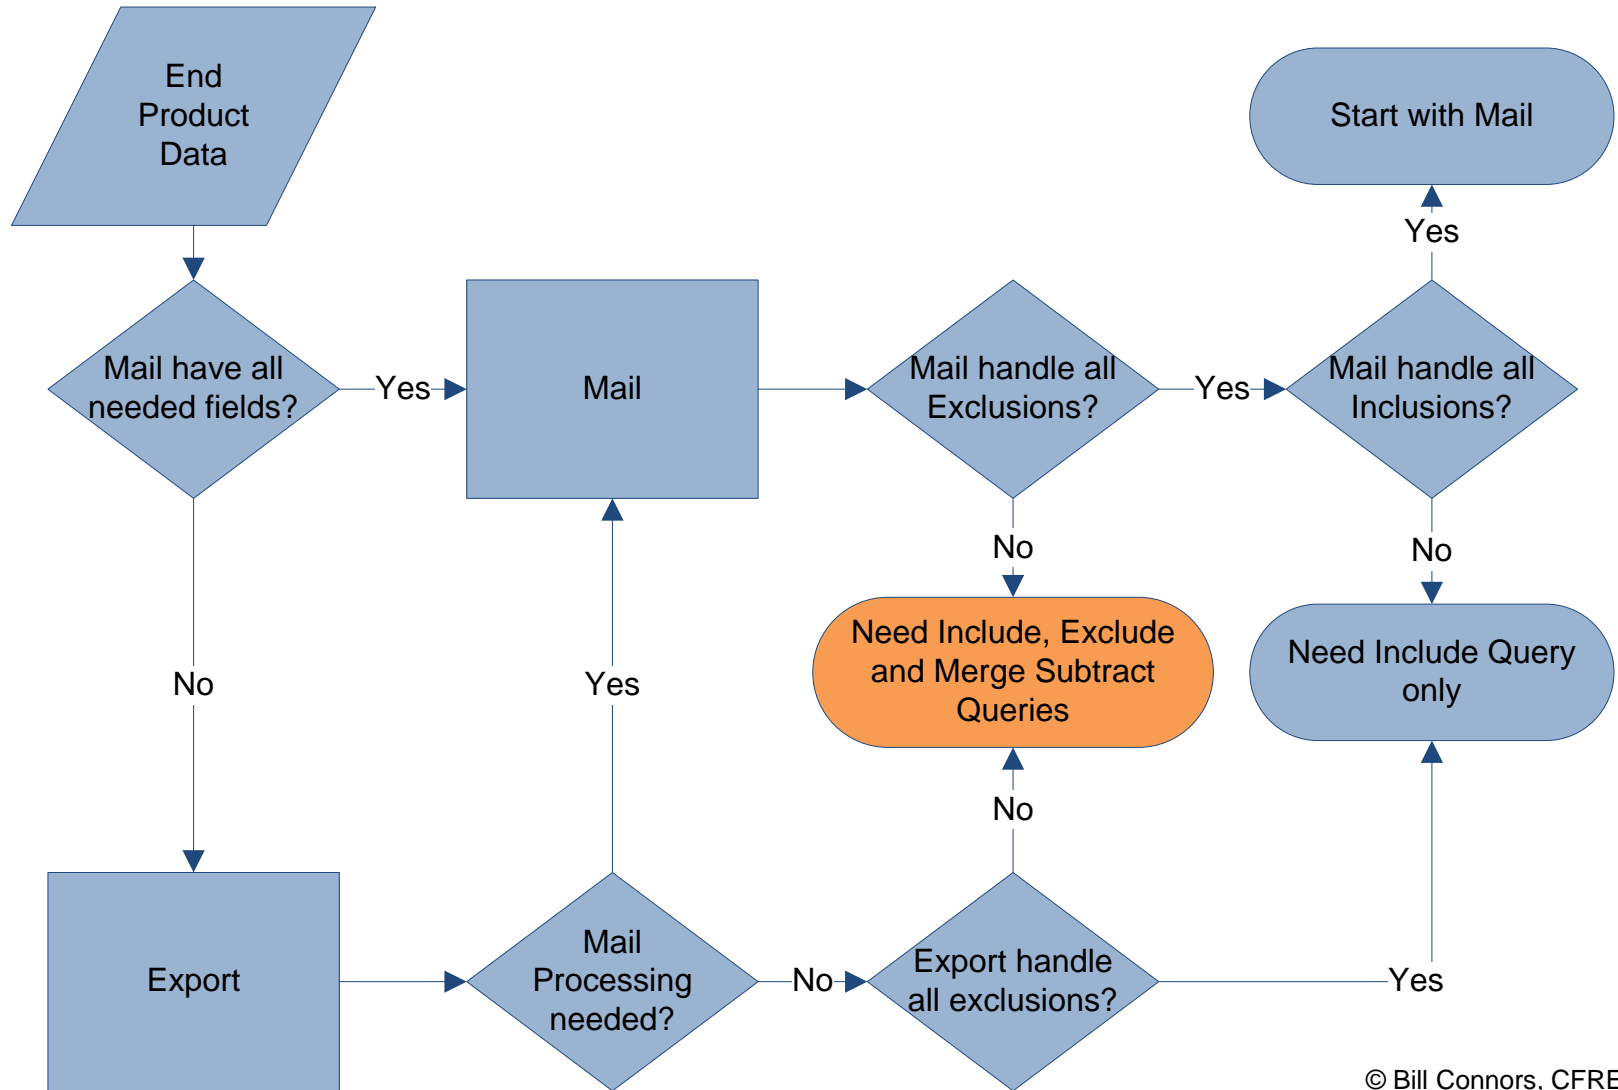 End
Product
Data
Start with Mail
Yes
Mail have all
needed fields?
Yes
Mail
Mail handle all
Exclusions?
Yes
Mail handle all
Inclusions?
No
No
Need Include, Exclude
and Merge Subtract
Queries
Need Include Query
only
No
Yes
No
Export
Mail
Processing
needed?
No
Export handle
all exclusions?
Yes
© Bill Connors, CFRE